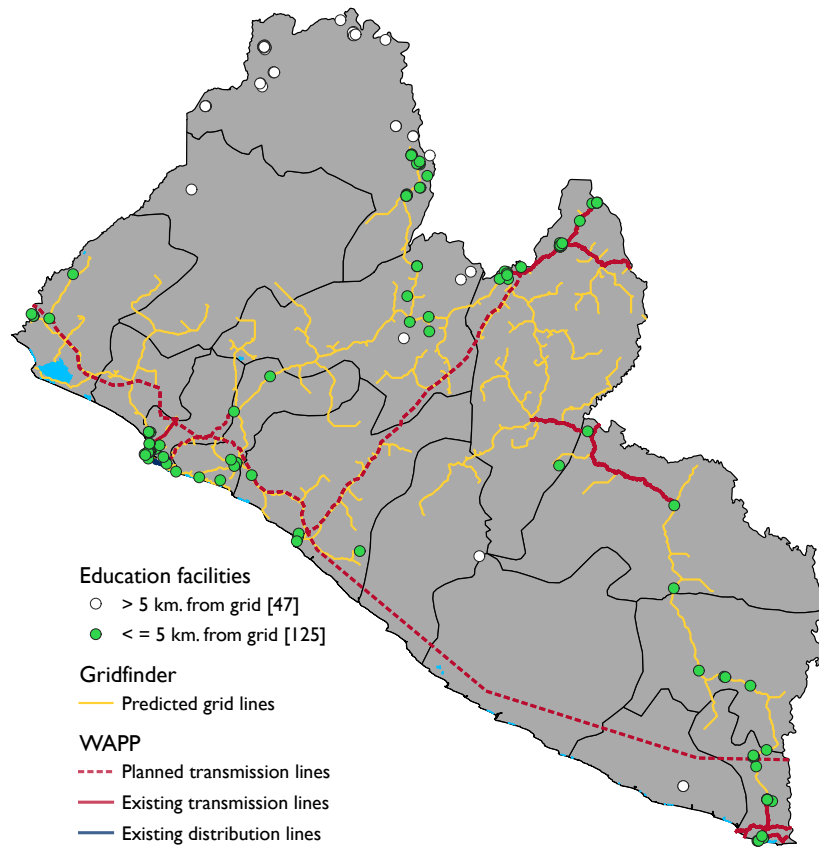 Education facilities
> 5 km. from grid [47]
< = 5 km. from grid [125]
Gridfinder
Predicted grid lines
WAPP
Planned transmission lines
Existing transmission lines
Existing distribution lines